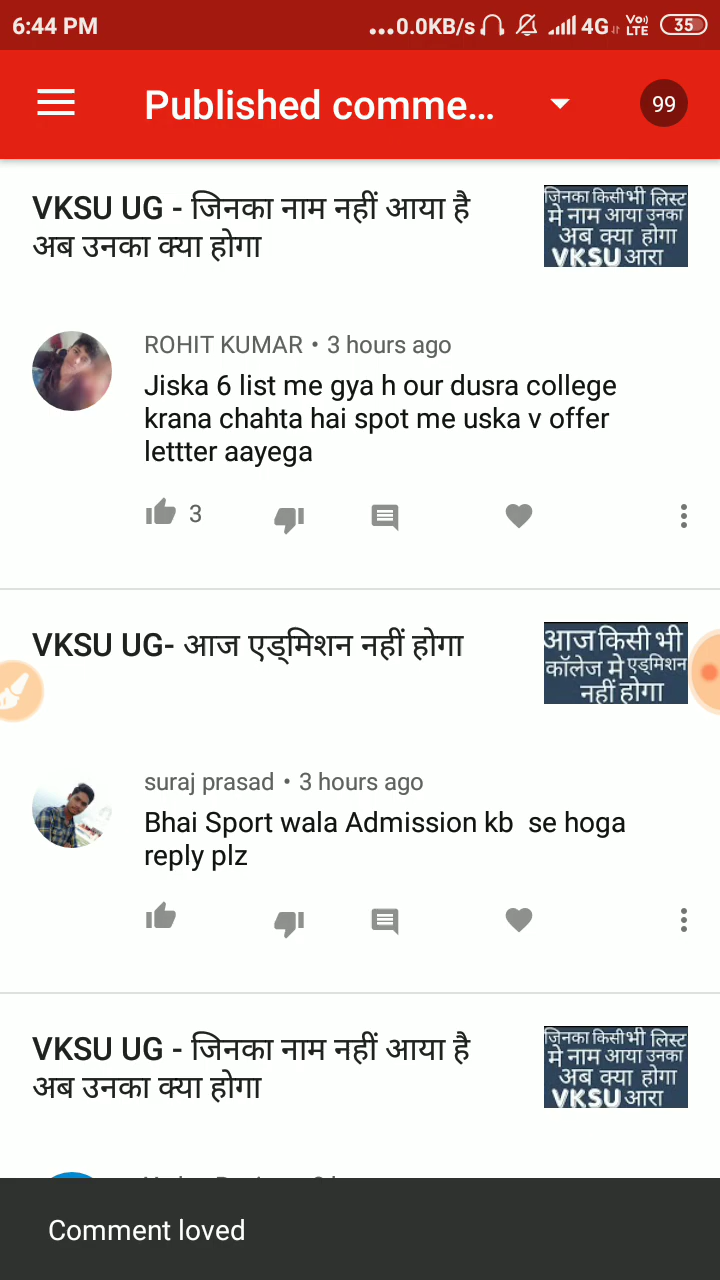 6:44 PM
...0.0KB/s 4G Vo) LTE 35
Published comme...
99
VKSU UG - जिनका नाम नहीं आया है
अब उनका क्या होगा
जिनका किसी भी लिस्ट
मे नाम आया उनका
अब क्या होगा
VKSU आरा
ROHIT KUMAR • 3 hours ago
Jiska 6 list me gya h our dusra college
krana chahta hai spot me uska v offer
lettter aayega
3
VKSU UG- आज एड्मिशन नहीं होगा
आज किसी भी
कॉलेज मे एड्मिशन
नहीं होगा
suraj prasad • 3 hours ago
Bhai Sport wala Admission kb  se hoga
reply plz
VKSU UG - जिनका नाम नहीं आया है
अब उनका क्या होगा
जिनका किसी भी लिस्ट
मे नाम आया उनका
अब क्या होगा
VKSU आरा
Comment loved